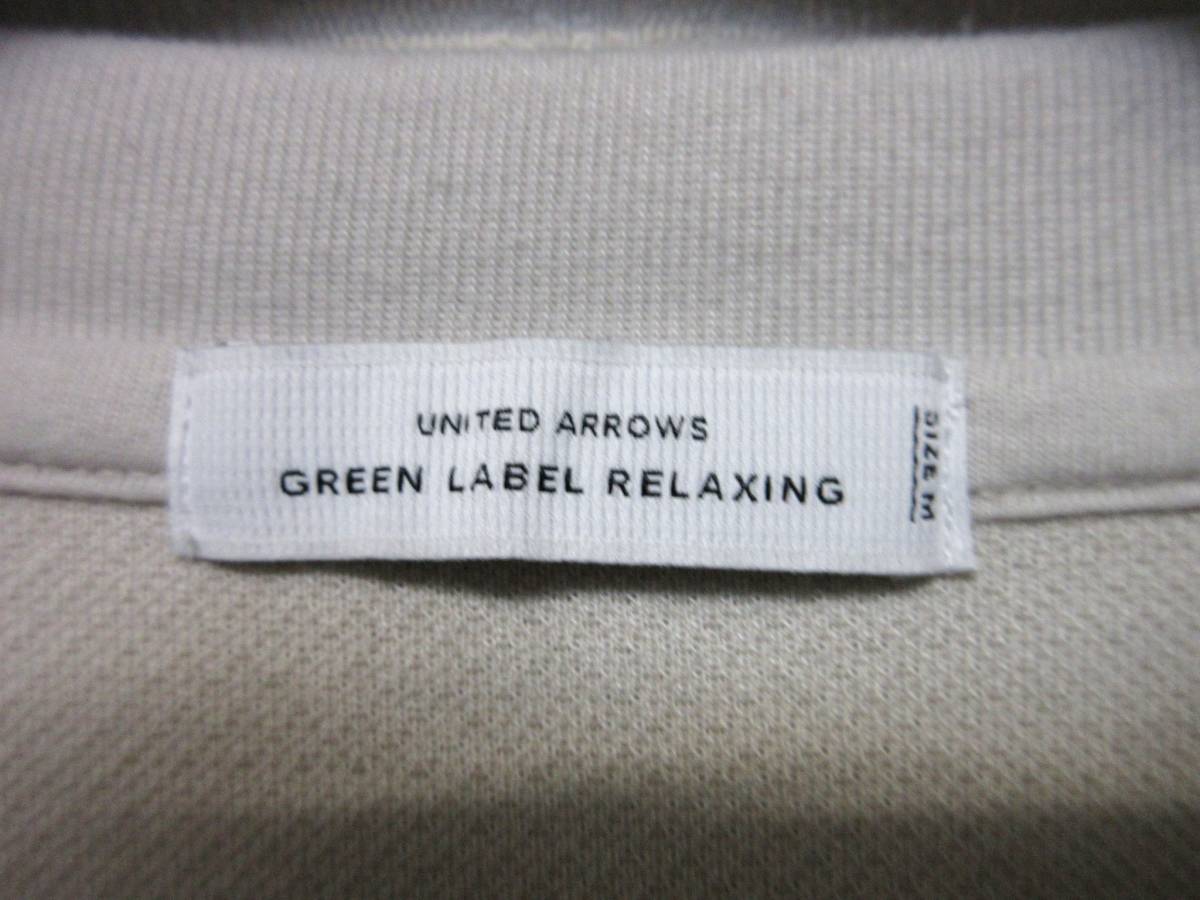 UNITED ARROWS
GREEN LABEL RELAXING
SIZE M